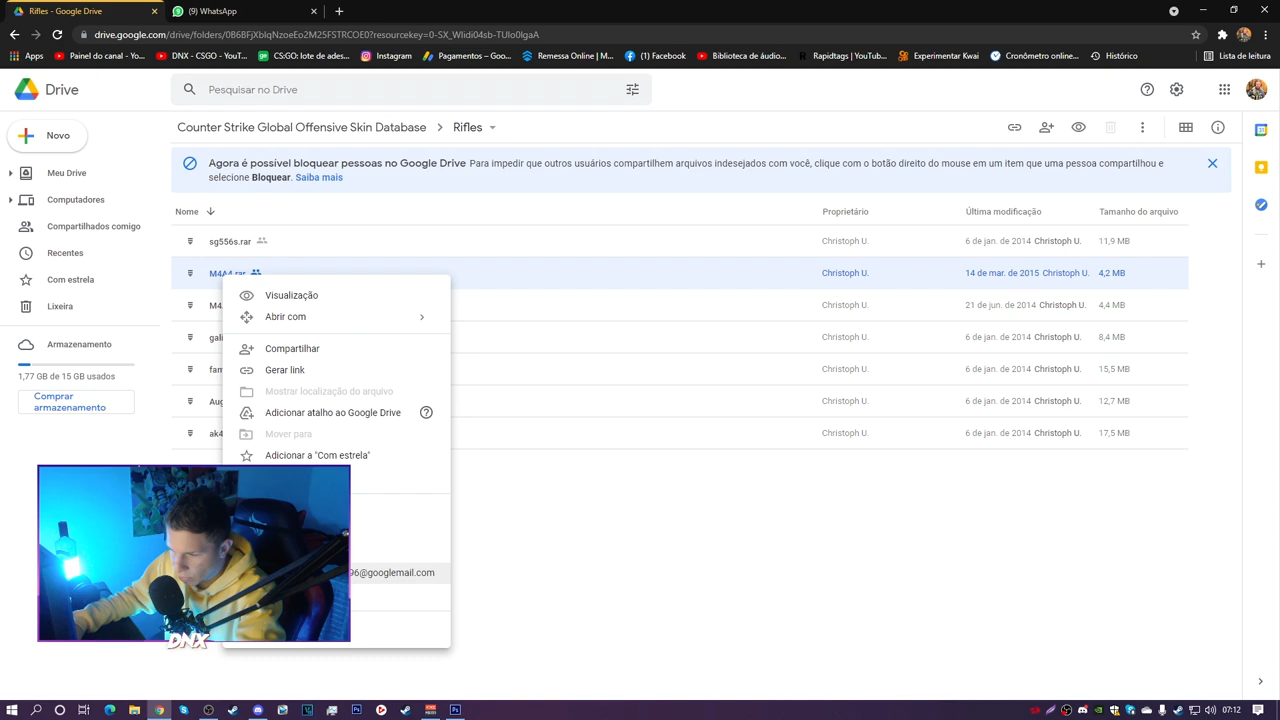 Rifles - Google Drive
(9) WhatsApp
drive.google.com/drive/folders/0B6BFjXblqNzoeEo2M25FSTRCOE0?resourcekey=0-SX_WIidi04sb-TUIo0IgaA
Apps
Painel do canal - Yo...
DNX - CSGO! - YouT...
CSGO: lote de ades...
Instagram
Pagamentos – Goo...
Remessa Online | M...
(3) Facebook
Biblioteca de áudio...
Rapidtags | YouTub...
Experimental Kwai
Cronômetro online...
Histórico
Lista de leitura
Drive
Pesquisar no Drive
Novo
Counter Strike Global Offensive Skin Database
Rifles
Agora é possível bloquear pessoas no Google Drive Para impedir que outros usuários compartilhem arquivos indesejados com você, clique com o botão direito do mouse em um item que uma pessoa compartilhou e
selecione Bloquear. Saiba mais
Meu Drive
Computadores
Compartilhados comigo
Recentes
Com estrela
Lixeira
Armazenamento
1,77 GB de 15 GB usados
Comprar
armazenamento
Nome
Proprietário
Última modificação
Tamanho do arquivo
sg556s.rar
Christoph U.
6 de jan. de 2014 Christoph U.
11,9 MB
M4A4.rar
Christoph U.
14 de mar. de 2015 Christoph U.
4,2 MB
M4
Christoph U.
21 de jun. de 2014 Christoph U.
4,4 MB
gali
Christoph U.
6 de jan. de 2014 Christoph U.
8,4 MB
fam
Christoph U.
6 de jan. de 2014 Christoph U.
15,5 MB
Aug
Christoph U.
6 de jan. de 2014 Christoph U.
12,7 MB
ak4
Christoph U.
6 de jan. de 2014 Christoph U.
17,5 MB
Visualização
Abrir com
Compartilhar
Gerar link
Mostrar localização do arquivo
Adicionar atalho ao Google Drive
Mover para
Adicionar a "Com estrela"
96@googlemail.com
DNX
07:12